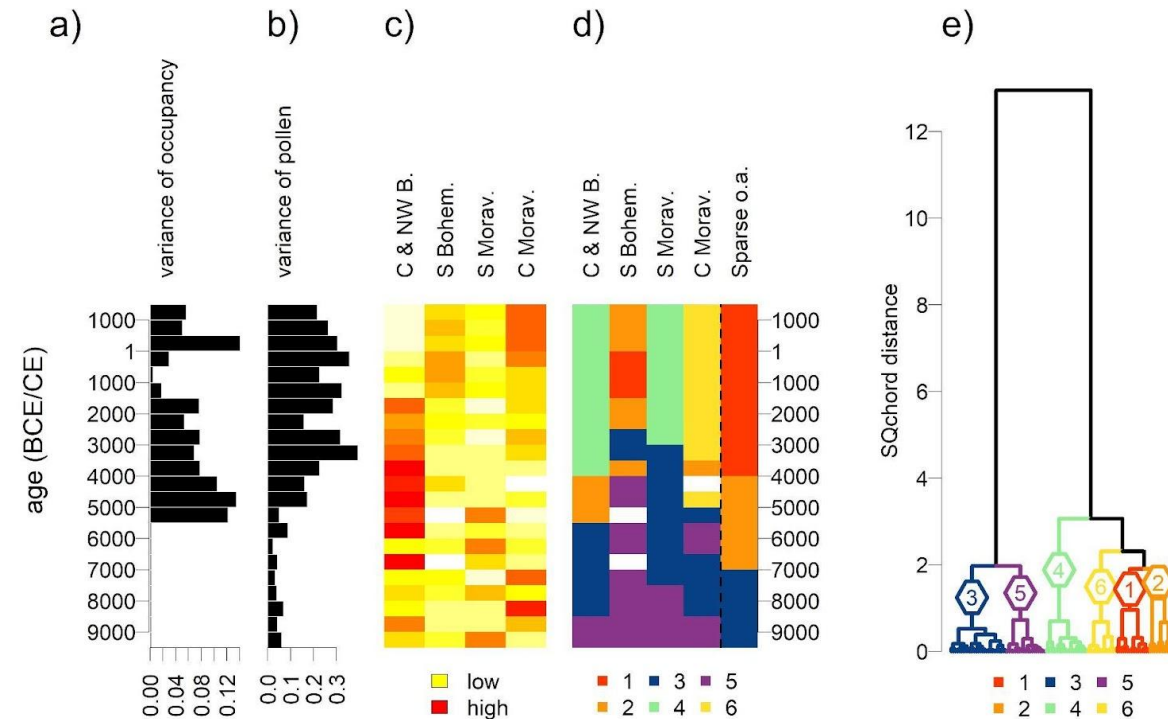 a)
b)
c)
d)
e)
variance of occupancy
variance of pollen
C & NW B.
S Bohem.
S Morav.
C Morav.
C & NW B.
S Bohem.
S Morav.
C Morav.
Sparse o.a.
age (BCE/CE)
1000
1
1000
2000
3000
4000
5000
6000
7000
8000
9000
0.00
0.04
0.08
0.12
0.0
0.1
0.2
0.3
low
high
1000
1
1000
2000
3000
4000
5000
6000
7000
8000
9000
1 3 5
2 4 6
SQchord distance
12
10
8
6
4
2
0
3
5
4
6
1
2
1 3 5
2 4 6